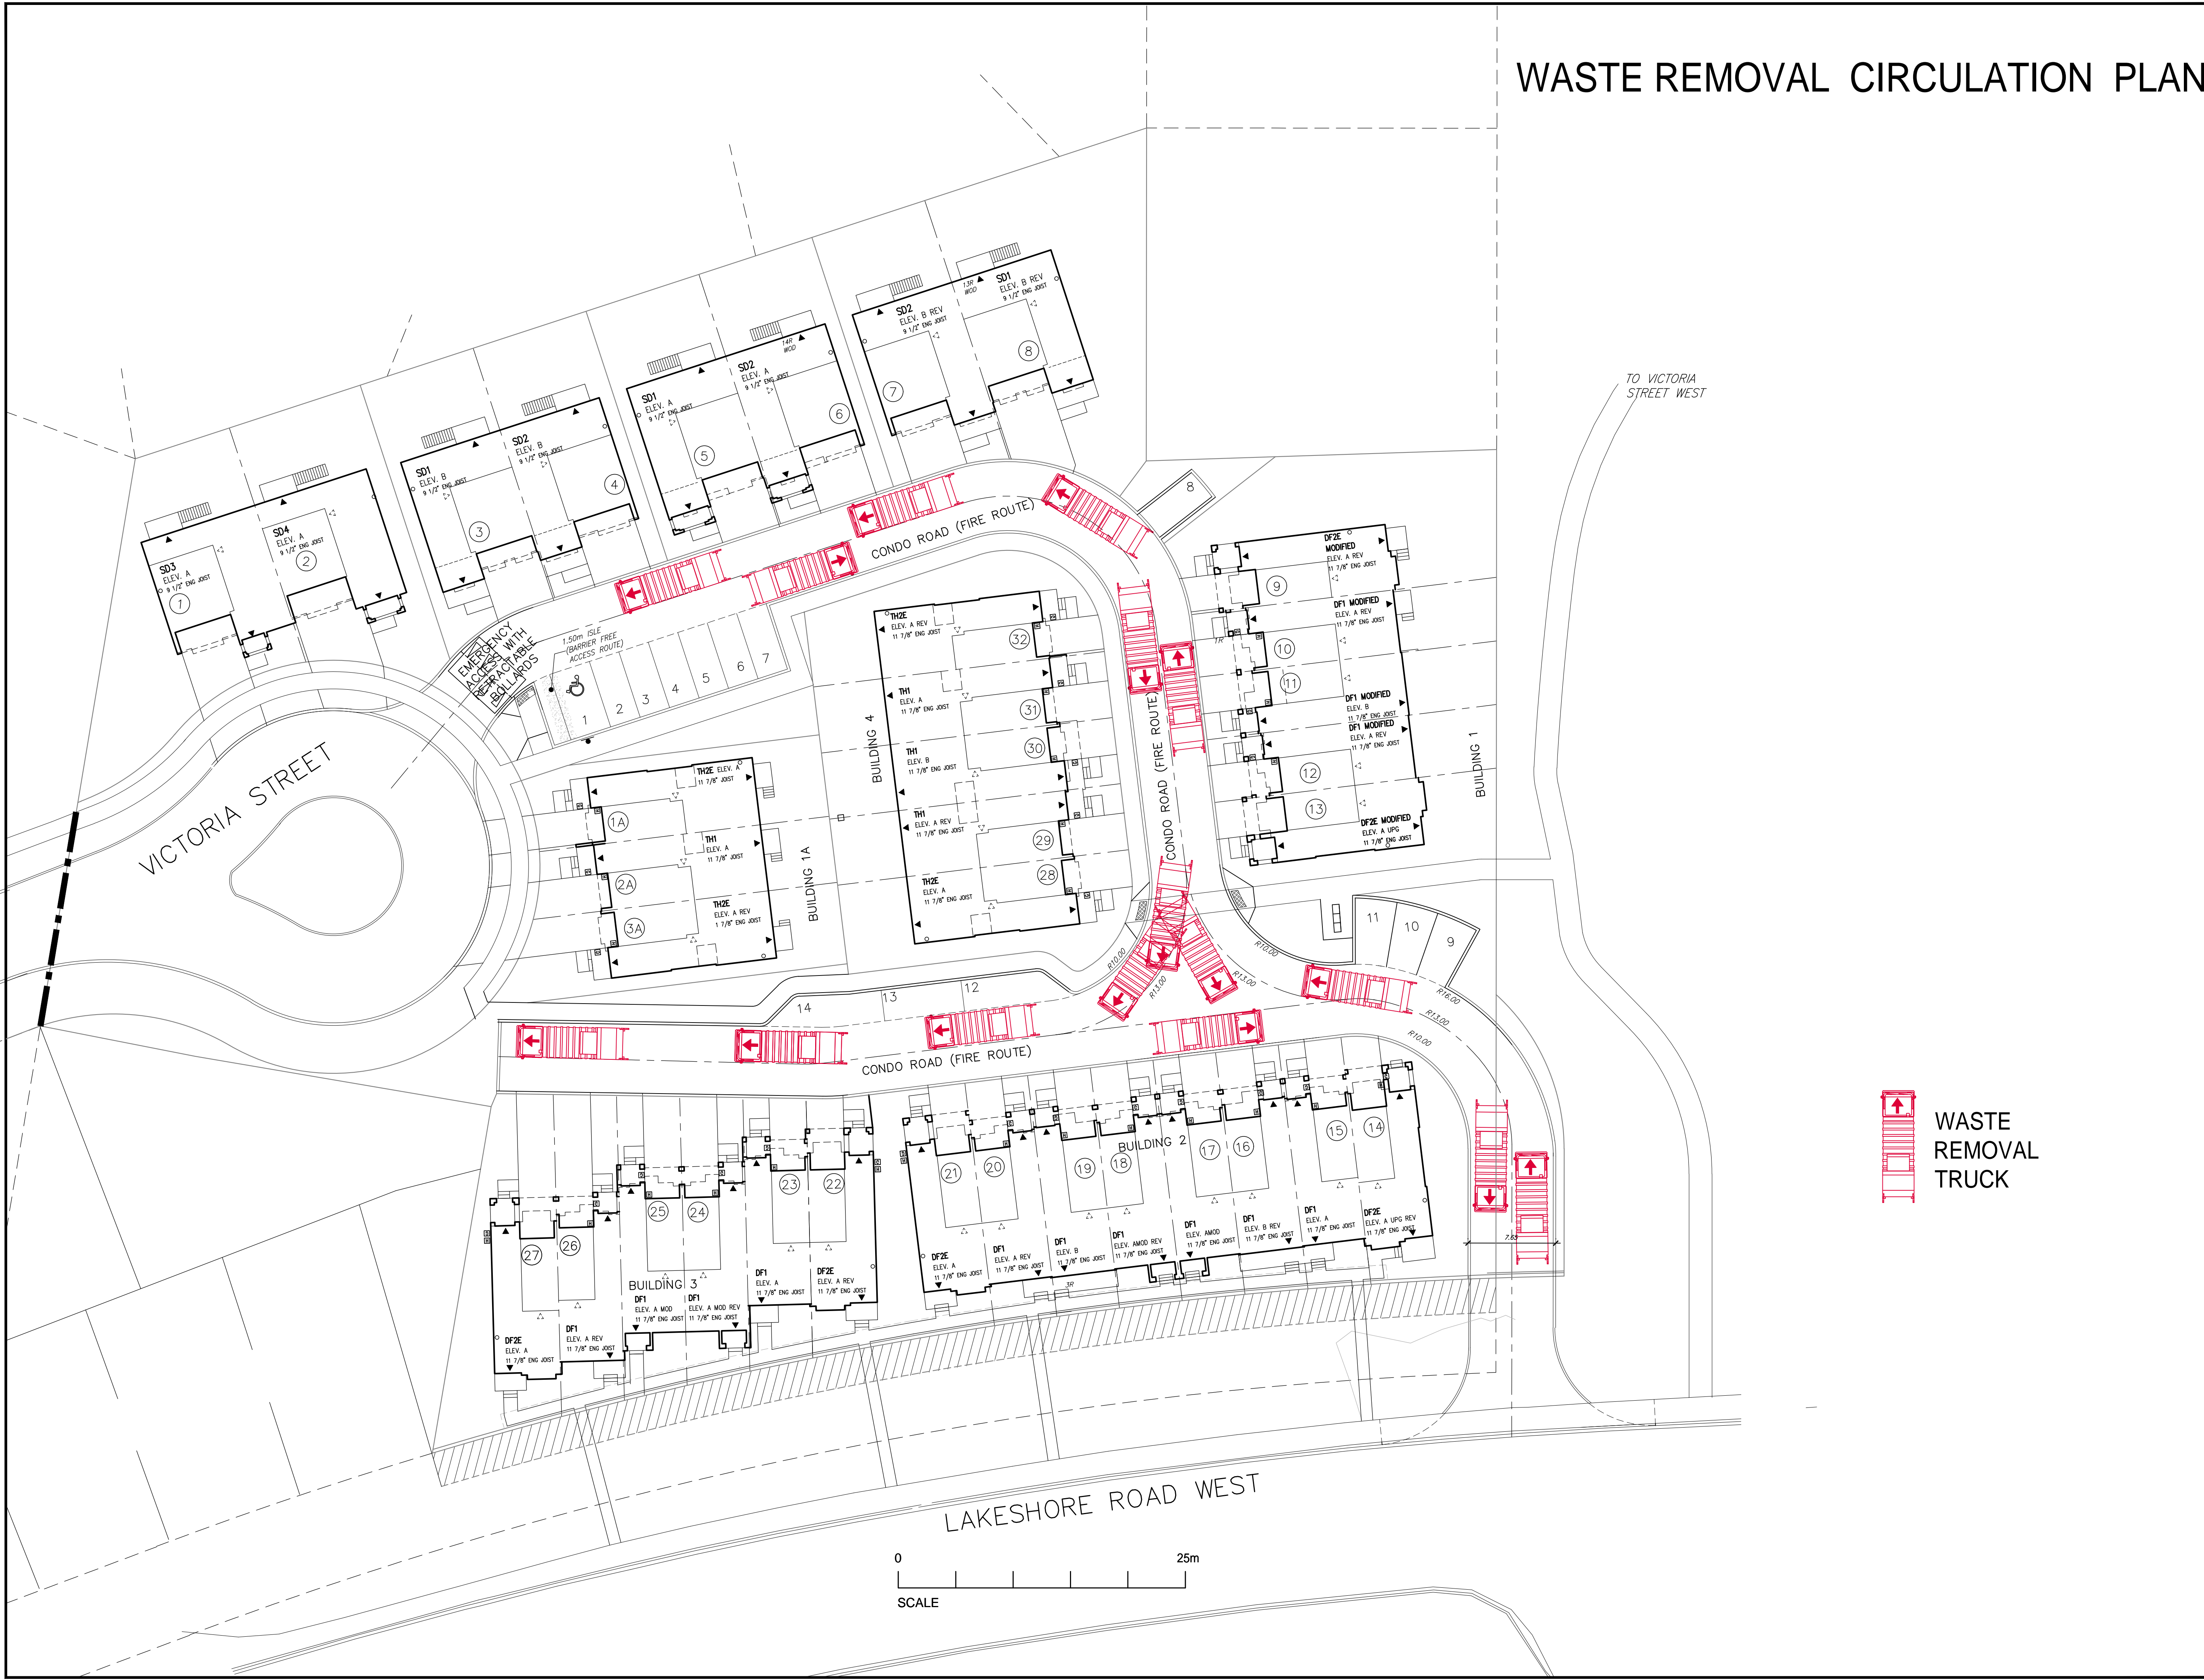 WASTE REMOVAL CIRCULATION PLAN
TO VICTORIA
STREET WEST
SD3
ELEV. A
9 1/2" ENG JOIST
1
SD4
ELEV. A
9 1/2" ENG JOIST
2
SD1
ELEV. B
9 1/2" ENG JOIST
3
SD2
ELEV. B
9 1/2" ENG JOIST
4
SD1
ELEV. A
9 1/2" ENG JOIST
5
SD2
ELEV. A
9 1/2" ENG JOIST
14R
WOD
6
SD2
ELEV. B REV
9 1/2" ENG JOIST
7
13R
WOD
SD1
ELEV. B REV
9 1/2" ENG JOIST
8
8
CONDO ROAD (FIRE ROUTE)
EMERGENCY
ACCESS WITH
RETRACTABLE
BOLLARDS
1.50m ISLE
(BARRIER FREE
ACCESS ROUTE)
1
2
3
4
5
6
7
VICTORIA STREET
TH2E ELEV. A
11 7/8" JOIST
1A
TH1
ELEV. A
11 7/8" JOIST
2A
TH2E
ELEV. A REV
1 7/8" ENG JOIST
3A
BUILDING 1A
BUILDING 4
TH2E
ELEV. A REV
11 7/8" ENG JOIST
32
TH1
ELEV. A
11 7/8" ENG JOIST
31
TH1
ELEV. B
11 7/8" ENG JOIST
30
TH1
ELEV. A REV
11 7/8" ENG JOIST
29
TH2E
ELEV. A
11 7/8" ENG JOIST
28
CONDO ROAD (FIRE ROUTE)
DF2E
MODIFIED
ELEV. A REV
11 7/8" ENG JOIST
9
DF1 MODIFIED
ELEV. A REV
11 7/8" ENG JOIST
1R
10
11
DF1 MODIFIED
ELEV. B
11 7/8" ENG JOIST
DF1 MODIFIED
ELEV. A REV
11 7/8" ENG JOIST
12
13
DF2E MODIFIED
ELEV. A UPG
11 7/8" ENG JOIST
BUILDING 1
11
10
9
R10.00
R13.00
R10.00
R13.00
R16.00
R13.00
R10.00
14
13
12
CONDO ROAD (FIRE ROUTE)
27
26
25
24
23
22
BUILDING 3
DF2E
ELEV. A
11 7/8" ENG JOIST
DF1
ELEV. A REV
11 7/8" ENG JOIST
DF1
ELEV. A MOD
11 7/8" ENG JOIST
DF1
ELEV. A MOD REV
11 7/8" ENG JOIST
DF1
ELEV. A
11 7/8" ENG JOIST
DF2E
ELEV. A REV
11 7/8" ENG JOIST
21
20
19
18
17
16
15
14
BUILDING 2
DF2E
ELEV. A
11 7/8" ENG JOIST
DF1
ELEV. A REV
11 7/8" ENG JOIST
DF1
ELEV. B
11 7/8" ENG JOIST
DF1
ELEV. AMOD REV
11 7/8" ENG JOIST
DF1
ELEV. AMOD
11 7/8" ENG JOIST
DF1
ELEV. B REV
11 7/8" ENG JOIST
DF1
ELEV. A
11 7/8" ENG JOIST
DF2E
ELEV. A UPG REV
11 7/8" ENG JOIST
3R
7.65
WASTE
REMOVAL
TRUCK
LAKESHORE ROAD WEST
0
25m
SCALE